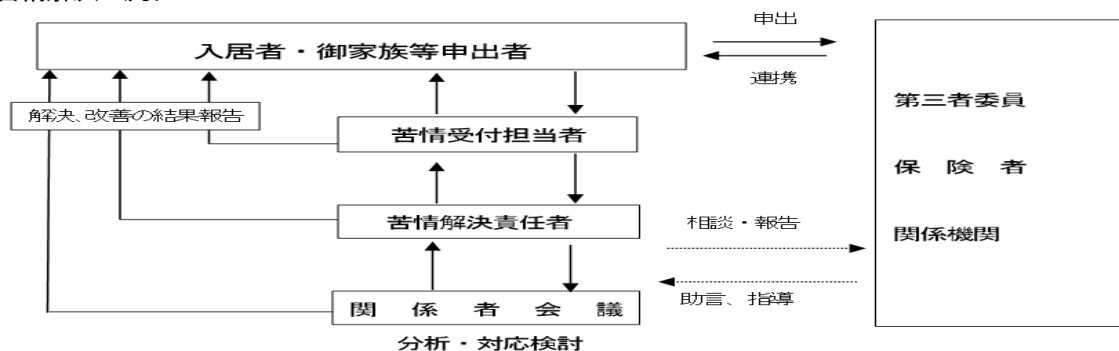 申出
入居者・御家族等申出者
連携
第三者委員
解決、改善の結果報告
苦情受付担当者
保険者
苦情解決責任者
相談・報告
関係機関
関係者会議
助言、指導
分析・対応検討